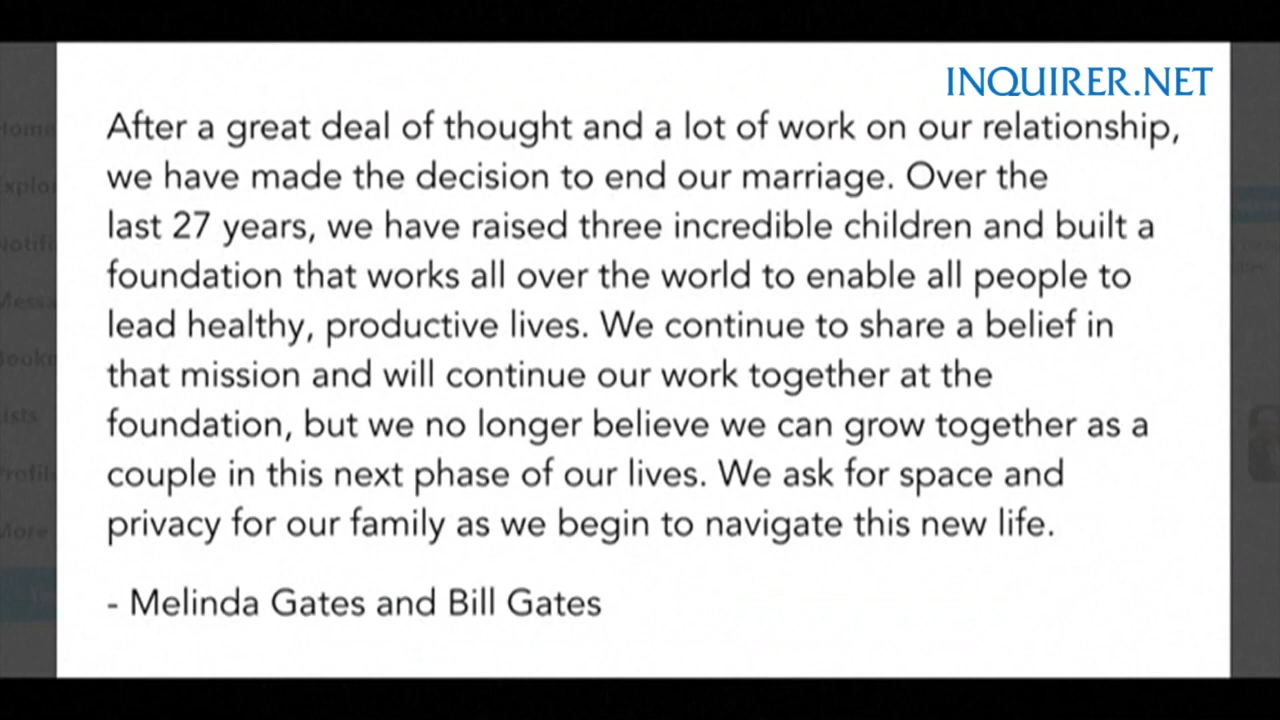 INQUIRER.NET
After a great deal of thought and a lot of work on our relationship,
we have made the decision to end our marriage. Over the
last 27 years, we have raised three incredible children and built a
foundation that works all over the world to enable all people to
lead healthy, productive lives. We continue to share a belief in
that mission and will continue our work together at the
foundation, but we no longer believe we can grow together as a
couple in this next phase of our lives. We ask for space and
privacy for our family as we begin to navigate this new life.
- Melinda Gates and Bill Gates
Home
More